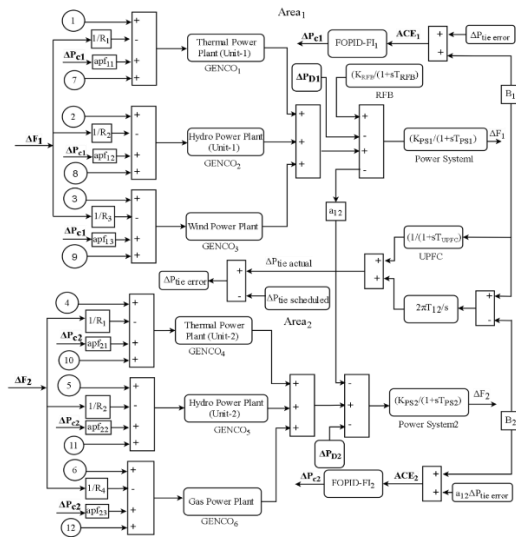 Area1
1
1/R1
ΔPc1
apf11
7
+
-
+
+
Thermal Power Plant (Unit-1)
GENCO1
ΔPc1
FOPID-FI1
ACE1
+
+
ΔPtie error
B1
ΔPD1
(KRFB/(1+sTRFB)
RFB
ΔF1
2
1/R2
ΔPc1
apf12
8
+
-
+
+
Hydro Power Plant (Unit-1)
GENCO2
+
+
+
+
-
+
-
(KPS1/(1+sTPS1)
ΔF1
Power System1
3
1/R3
ΔPc1
apf13
9
+
-
+
+
Wind Power Plant
GENCO3
a12
(1/(1+sTUPFC)
UPFC
ΔPtie actual
+
+
ΔPtie error
+
-
ΔPtie scheduled
2πT12/s
+
-
Area2
4
1/R1
ΔPc2
apf21
10
+
-
+
+
Thermal Power Plant (Unit-2)
GENCO4
ΔF2
5
1/R2
ΔPc2
apf22
11
+
-
+
+
Hydro Power Plant (Unit-2)
GENCO5
+
+
+
-
+
-
(KPS2/(1+sTPS2)
ΔF2
Power System2
B2
ΔPD2
6
1/R4
ΔPc2
apf23
12
+
-
+
+
Gas Power Plant
GENCO6
ΔPc2
FOPID-FI2
ACE2
+
+
a12ΔPtie error